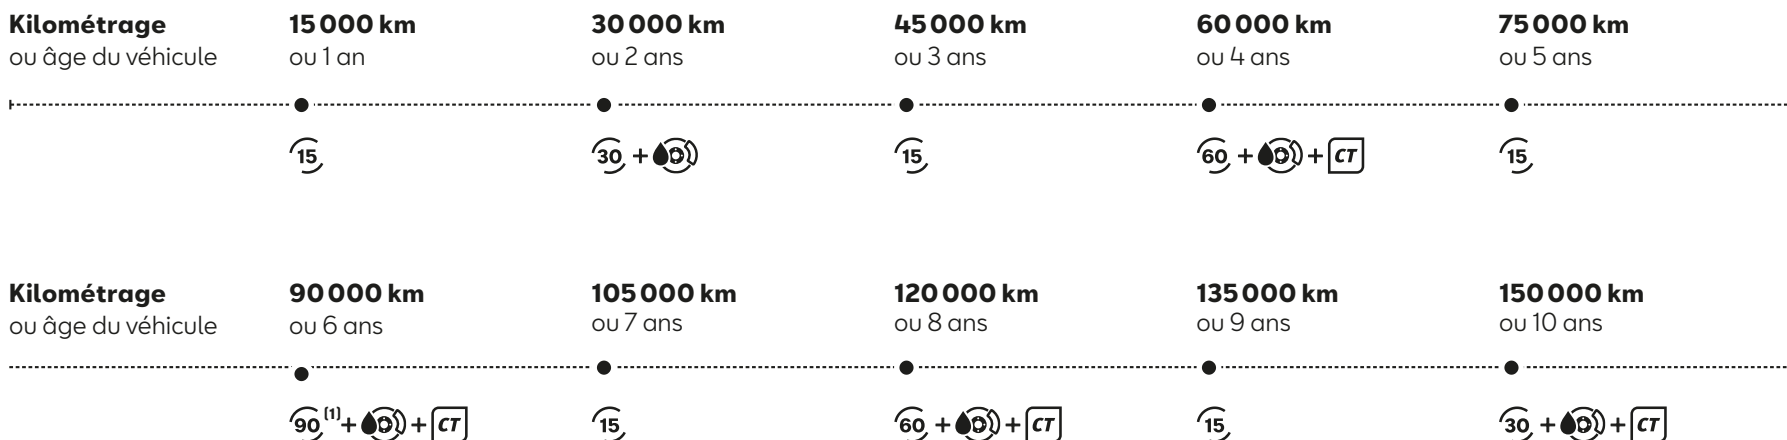 Kilométrage 15 000 km 30 000 km 45 000 km 60 000 km 75 000 km
ou âge du véhicule ou 1 an ou 2 ans ou 3 ans ou 4 ans ou 5 ans
15 30 + 15 60 + + CT 15
Kilométrage 90 000 km 105 000 km 120 000 km 135 000 km 150 000 km
ou âge du véhicule ou 6 ans ou 7 ans ou 8 ans ou 9 ans ou 10 ans
90 (1) + + CT 15 60 + + CT 15 30 + + CT